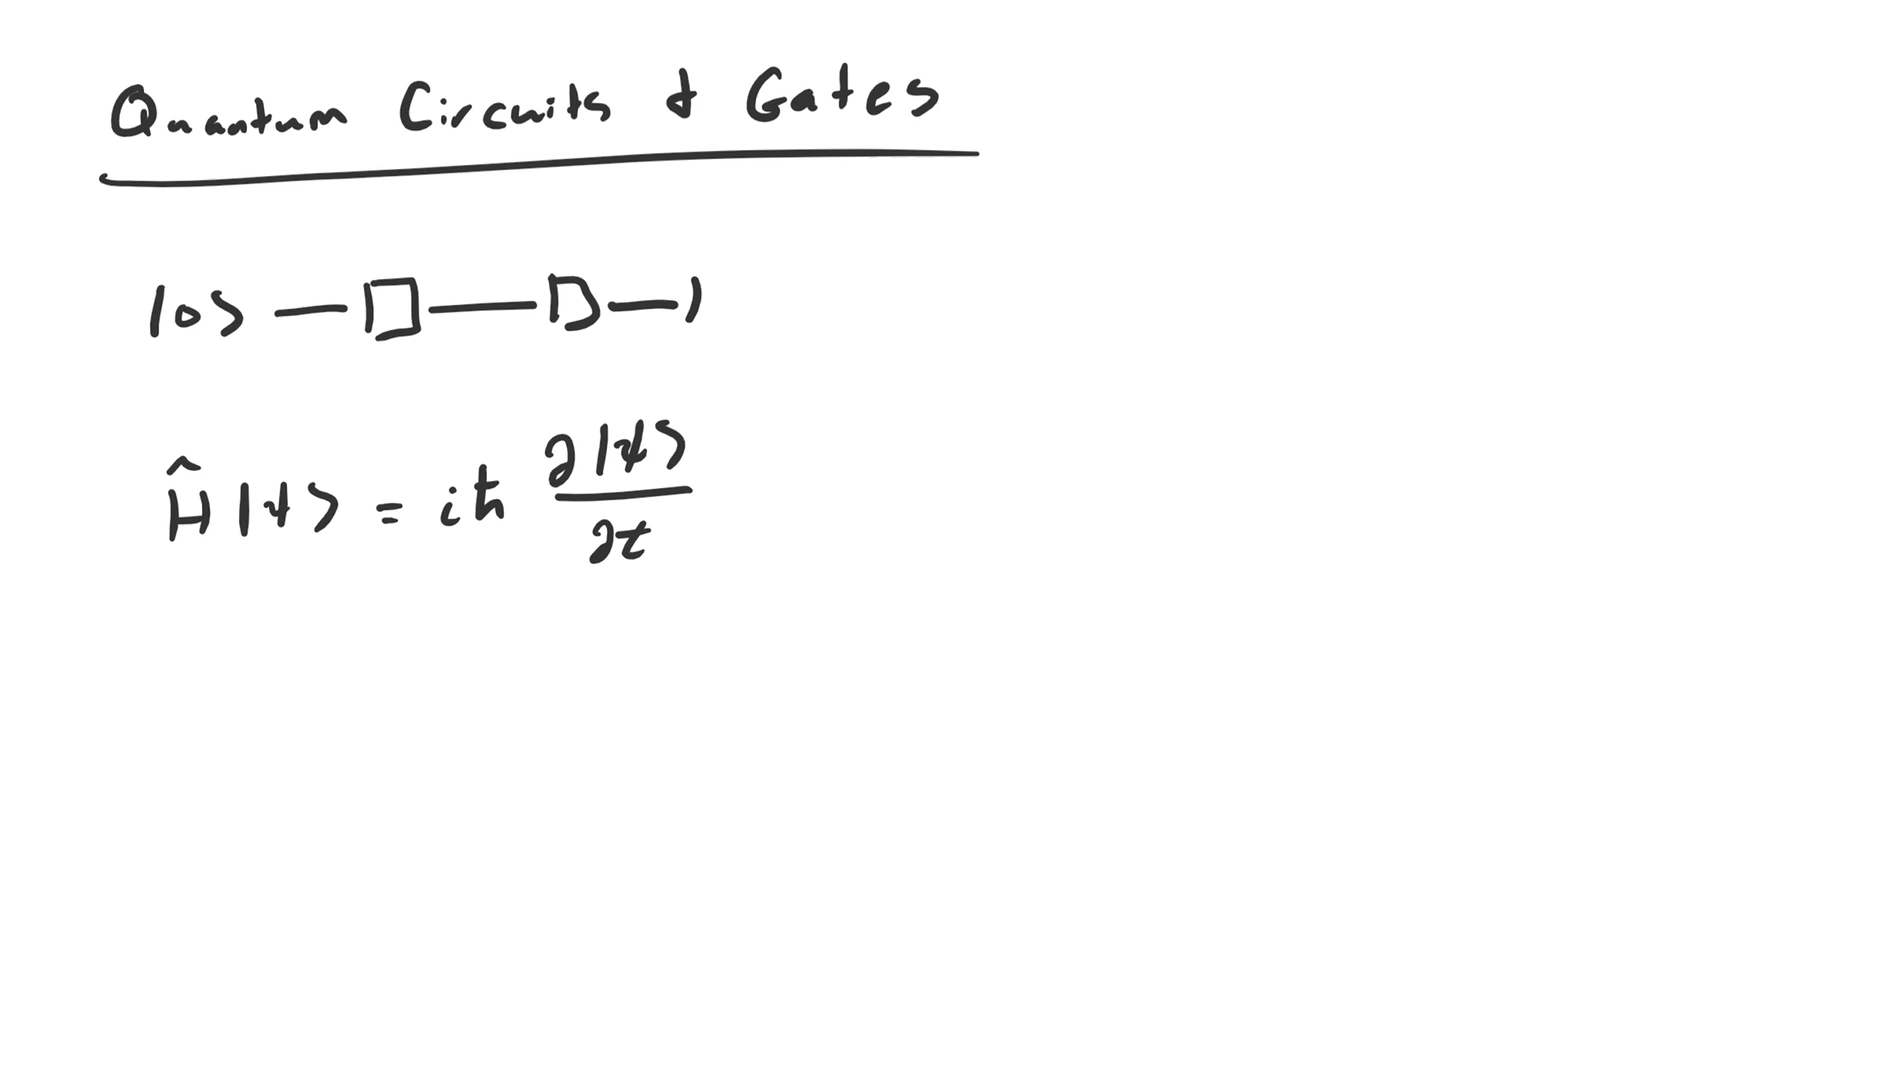 Quantum Circuits & Gates
|0>
Ĥ|ψ> = iℏ ∂|ψ>/∂t